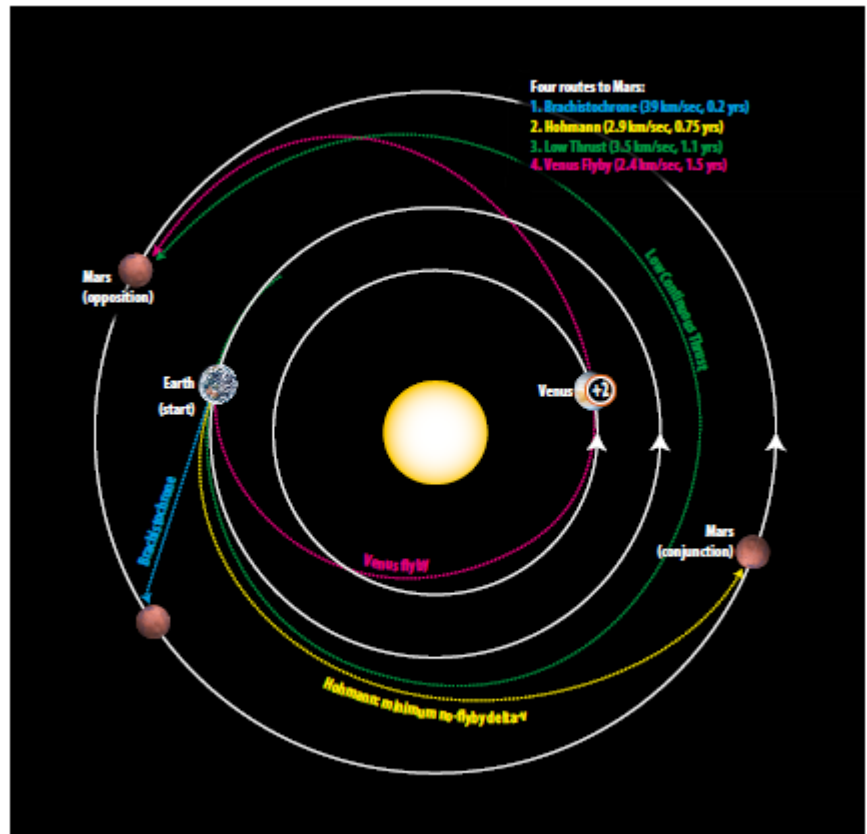 Four routes to Mars:
1. Brachistochrone (39 km/sec, 0.2 yrs)
2. Hohmann (2.9 km/sec, 0.75 yrs)
3. Low Thrust (3.5 km/sec, 1.1 yrs)
4. Venus Flyby (2.4 km/sec, 1.5 yrs)
Mars
(opposition)
Low Continuous Thrust
Earth
(start)
Venus
+2
Brachistochrone
Mars
(conjunction)
Venus flyby
Hohmann: minimum no-flyby delta-v